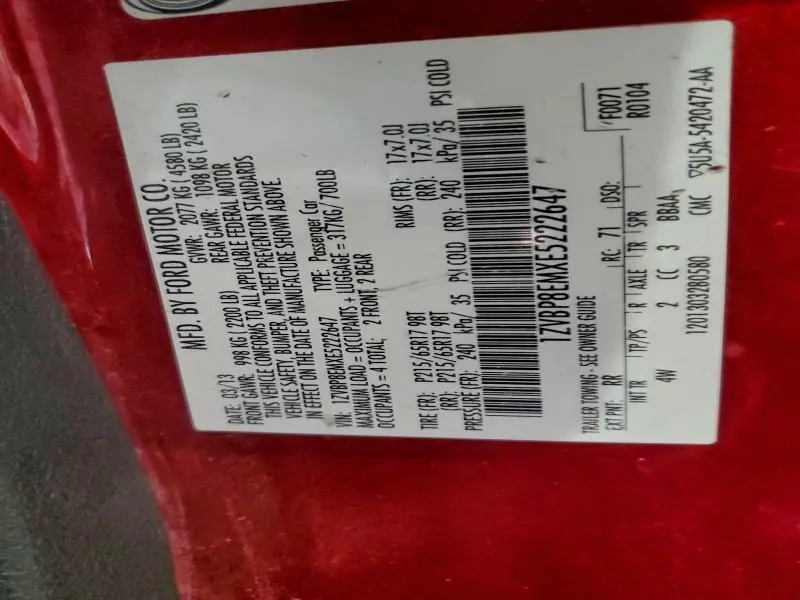 MFD. BY FORD MOTOR CO.
DATE: 03/13 GVWR: 2077 KG ( 4580 LB)
FRONT GAWR: 998 KG ( 2200 LB) REAR GAWR: 1098 KG ( 2420 LB)
THIS VEHICLE CONFORMS TO ALL APPLICABLE FEDERAL MOTOR
VEHICLE SAFETY, BUMPER, AND THEFT PREVENTION STANDARDS
IN EFFECT ON THE DATE OF MANUFACTURE SHOWN ABOVE.
VIN: 1ZVBP8EMXE5222647 TYPE: Passenger Car
MAXIMUM LOAD = OCCUPANTS + LUGGAGE = 317KG/ 700LB
OCCUPANTS = 4 TOTAL; 2 FRONT, 2 REAR
TIRE (FR): P215/65R17 98T RIMS (FR): 17x7.0J
(RR): P215/65R17 98T (RR): 17x7.0J
PRESSURE (FR): 240 kPa/ 35 PSI COLD (RR): 240 kPa/ 35 PSI COLD
1ZVBP8EMXE5222647
TRAILER TOWING - SEE OWNER GUIDE F0071
EXT PNT: RR RC: 71 DSO: R0104
INT TR TP/PS R AXLE TR SPR
4W 2 CC 3 BBAA
1201303280580 CMC 5U5A-5420472-AA